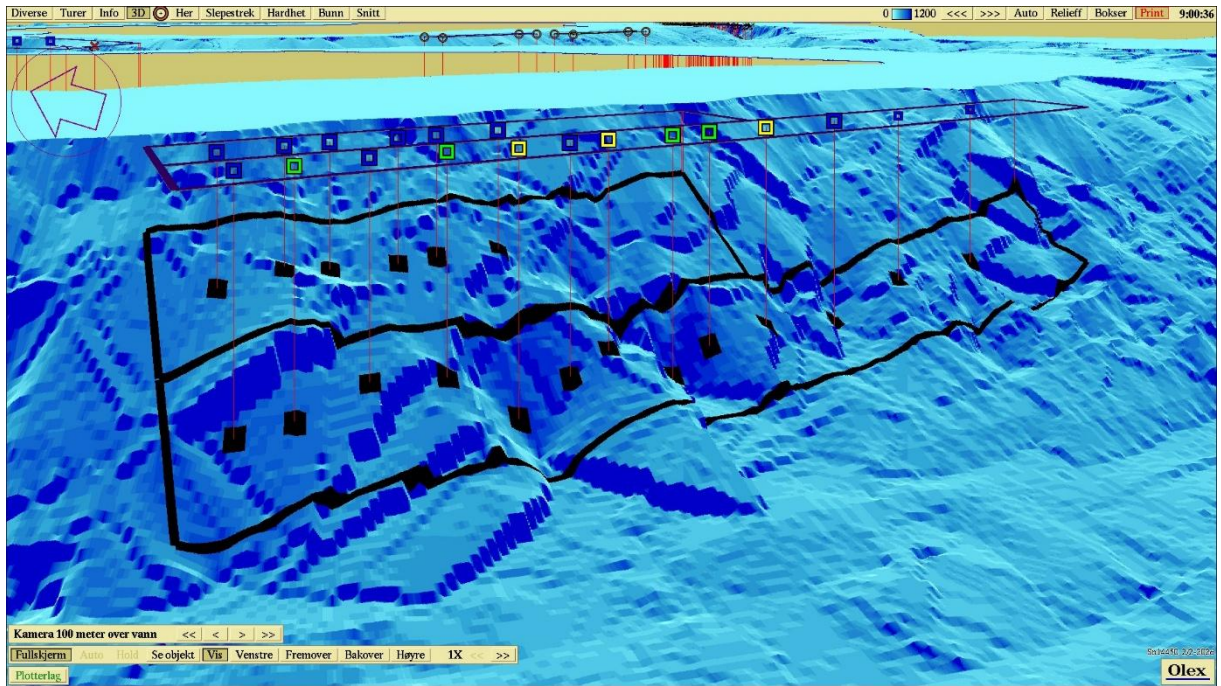 Diverse Turer Info 3D Her Slepestrek Hardhet Bunn Snitt 0 1200 <<< >>> Auto Relieff Bokser Print 9:00:36
Kamera 100 meter over vann << < > >>
Fullskjerm Auto Hold Se objekt Vis Venstre Fremover Bakover Høyre 1X << >>
Plotterlag
Olex